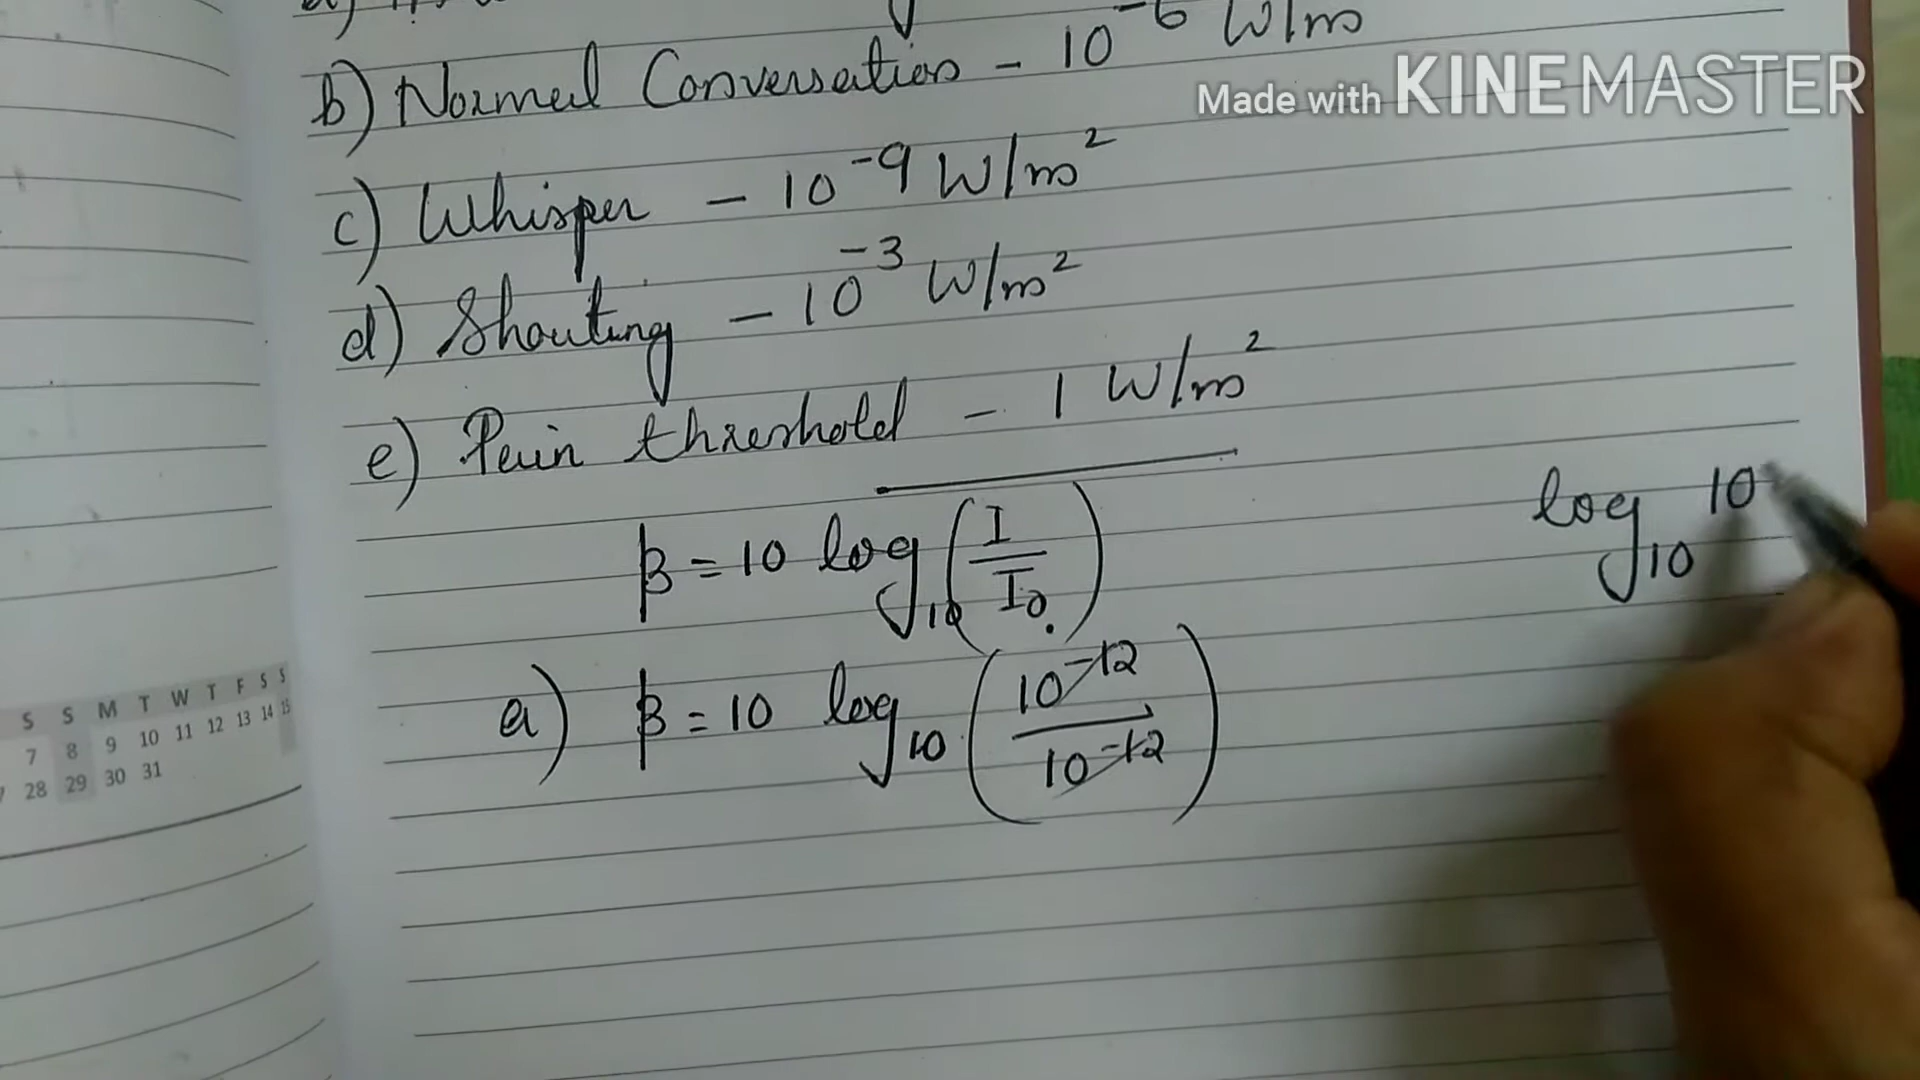 a)
b) Normal Conversation - 10⁻⁶ W/m
Made with KINEMASTER
c) Whisper - 10⁻⁹ W/m²
d) Shouting - 10⁻³ W/m²
e) Pain threshold - 1 W/m²
log₁₀ 10
β = 10 log₁₀ (I / I₀)
a) β = 10 log₁₀ (10⁻¹² / 10⁻¹²)
S S M T W T F S S
7 8 9 10 11 12 13 14 15
28 29 30 31